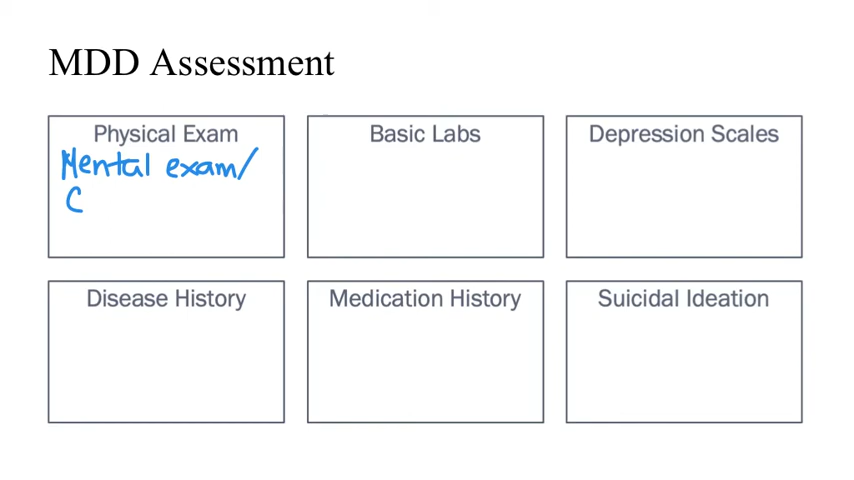 MDD Assessment
Physical Exam
Mental exam/
C
Basic Labs
Depression Scales
Disease History
Medication History
Suicidal Ideation